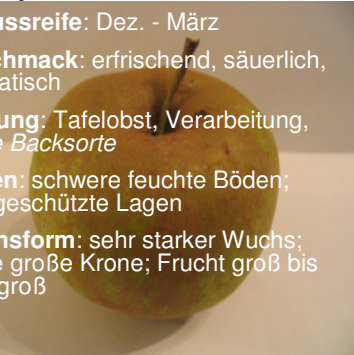 ussreife: Dez. - März
chmack: erfrischend, säuerlich,
atisch
ung: Tafelobst, Verarbeitung,
e Backsorte
en: schwere feuchte Böden;
geschützte Lagen
nsform: sehr starker Wuchs;
e große Krone; Frucht groß bis
groß